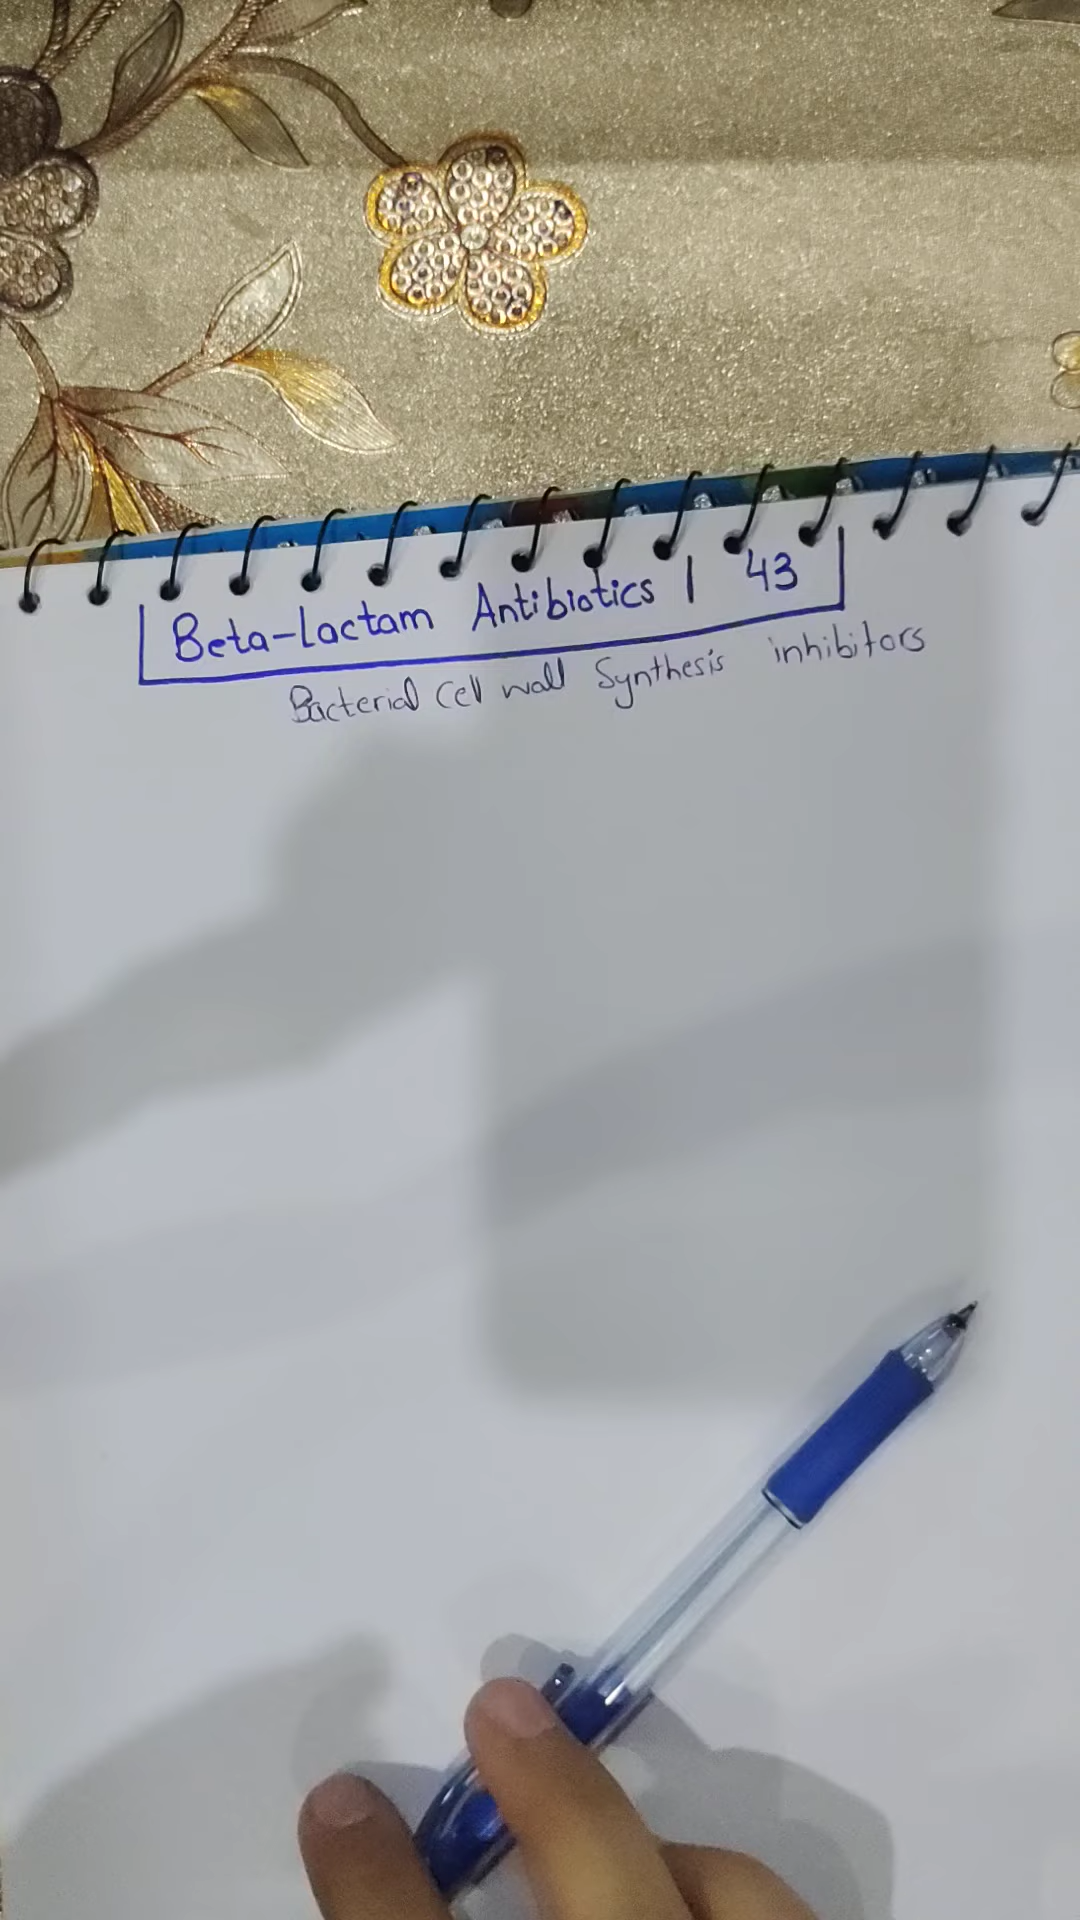 Beta-Lactam Antibiotics | 43
Bacterial Cell wall Synthesis inhibitors